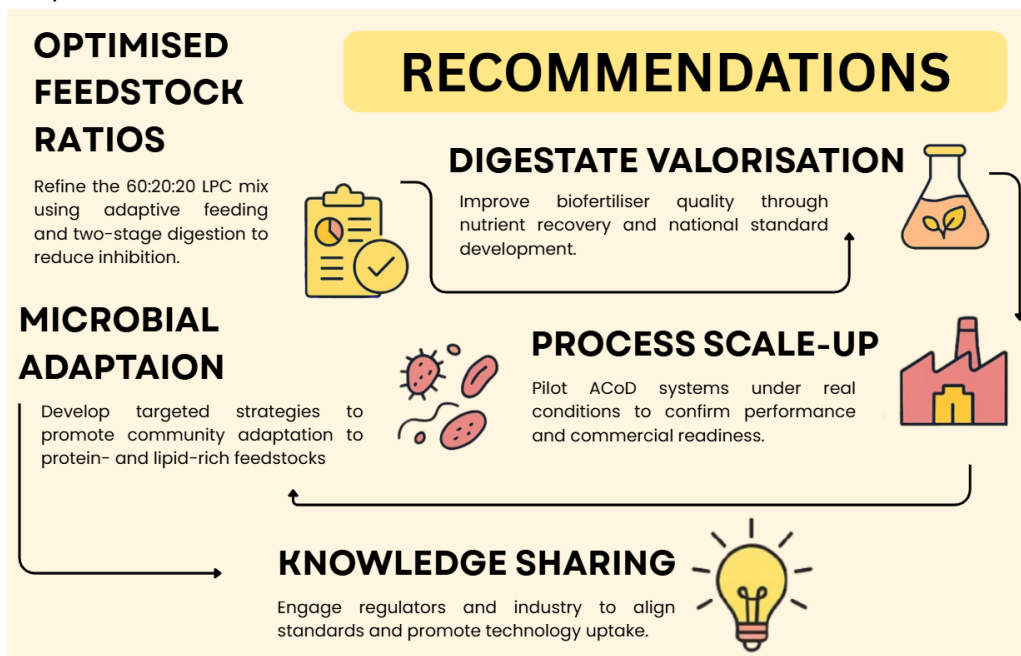 RECOMMENDATIONS
OPTIMISED
FEEDSTOCK
RATIOS
Refine the 60:20:20 LPC mix
using adaptive feeding
and two-stage digestion to
reduce inhibition.
DIGESTATE VALORISATION
Improve biofertiliser quality through
nutrient recovery and national standard
development.
PROCESS SCALE-UP
Pilot ACoD systems under real
conditions to confirm performance
and commercial readiness.
MICROBIAL
ADAPTAION
Develop targeted strategies to
promote community adaptation to
protein- and lipid-rich feedstocks
KNOWLEDGE SHARING
Engage regulators and industry to align
standards and promote technology uptake.